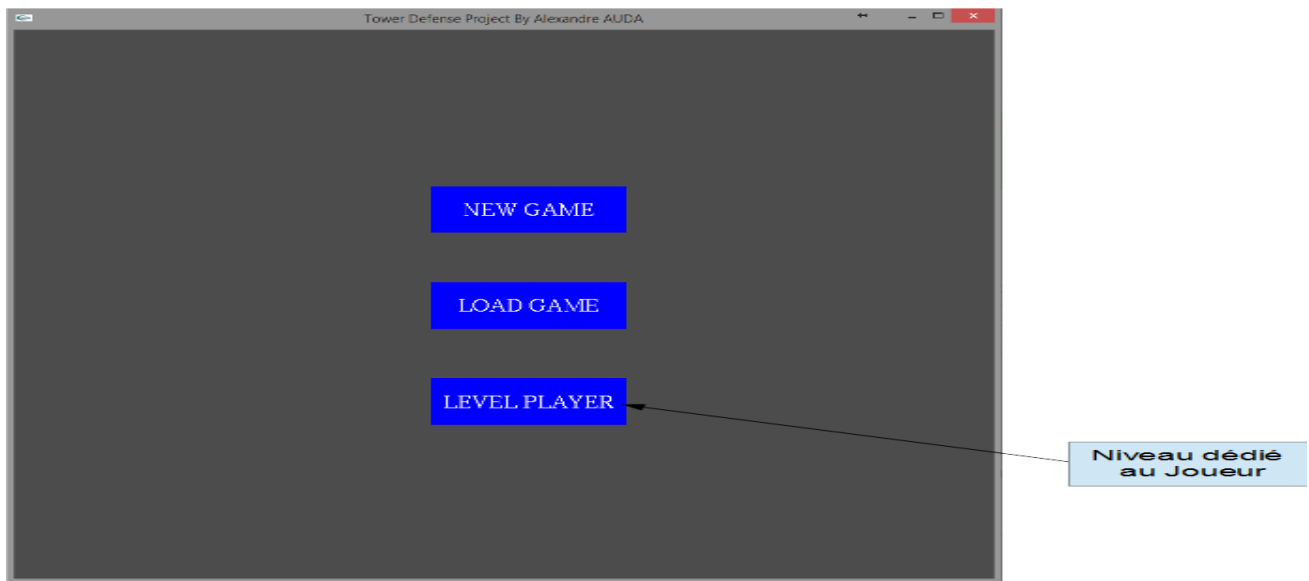 Tower Defense Project By Alexandre AUDA
NEW GAME
LOAD GAME
LEVEL PLAYER
Niveau dédié
au Joueur